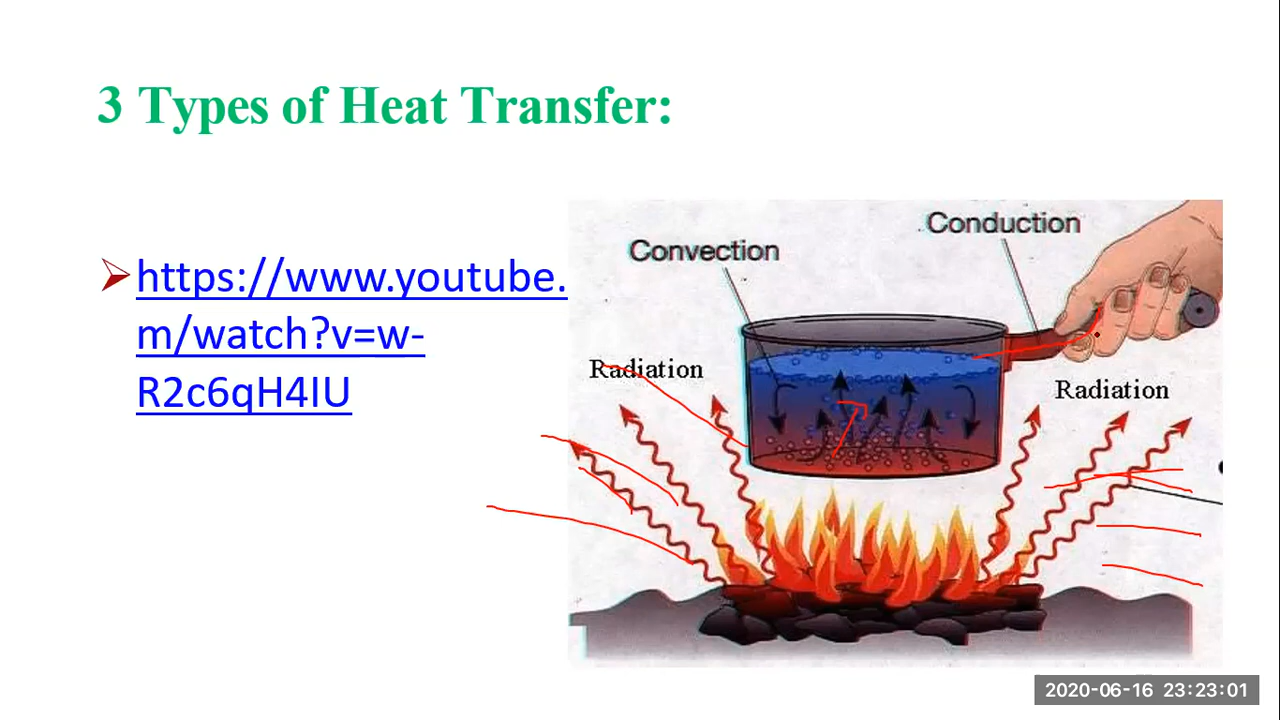 3 Types of Heat Transfer:
https://www.youtube.
m/watch?v=w-
R2c6qH4IU
Conduction
Convection
Radiation
Radiation
2020-06-16 23:23:01